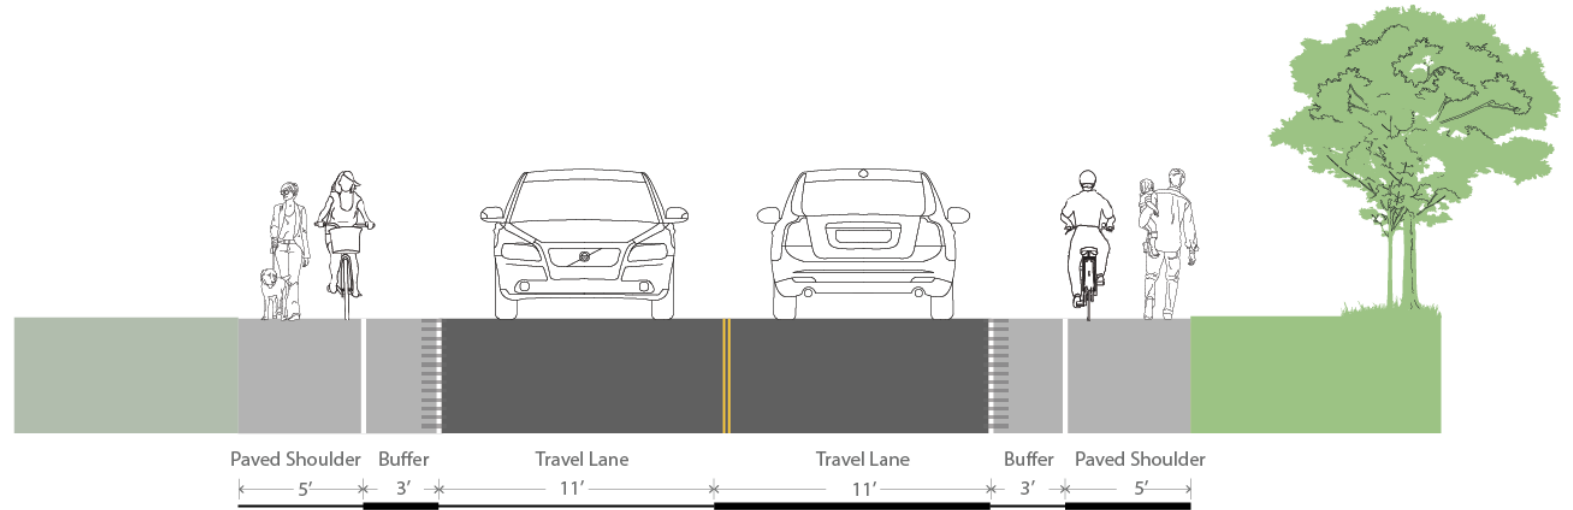 Paved Shoulder Buffer Travel Lane Travel Lane Buffer Paved Shoulder
5’ 3’ 11’ 11’ 3’ 5’